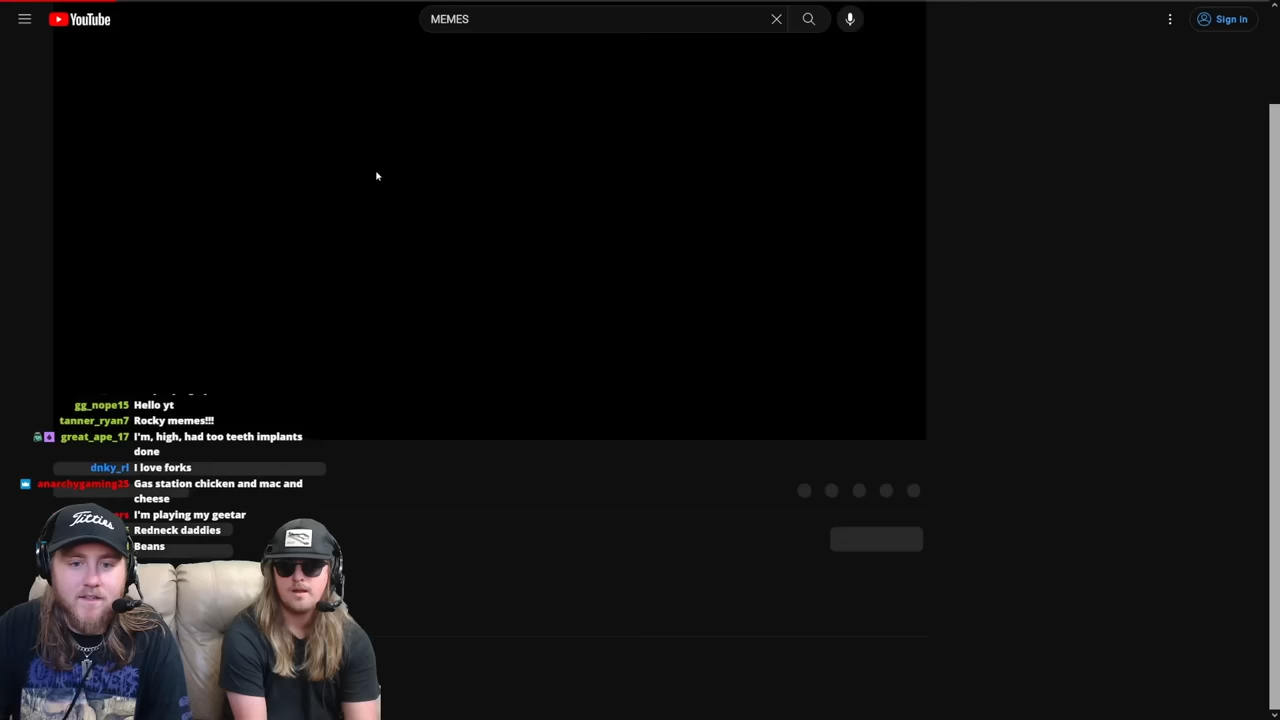 YouTube
MEMES
Sign in
gg_nope15 Hello yt
tanner_ryan7 Rocky memes!!!
great_ape_17 I'm, high, had too teeth implants
done
dnky_rl I love forks
anarchygaming25 Gas station chicken and mac and
cheese
I'm playing my geetar
Redneck daddies
Beans
Titties